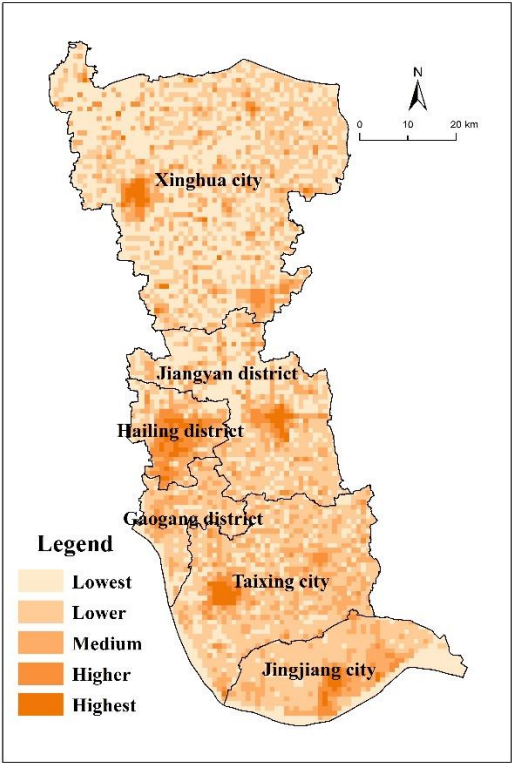 N
0 10 20 km
Xinghua city
Jiangyan district
Hailing district
Gaogang district
Taixing city
Jingjiang city
Legend
Lowest
Lower
Medium
Higher
Highest